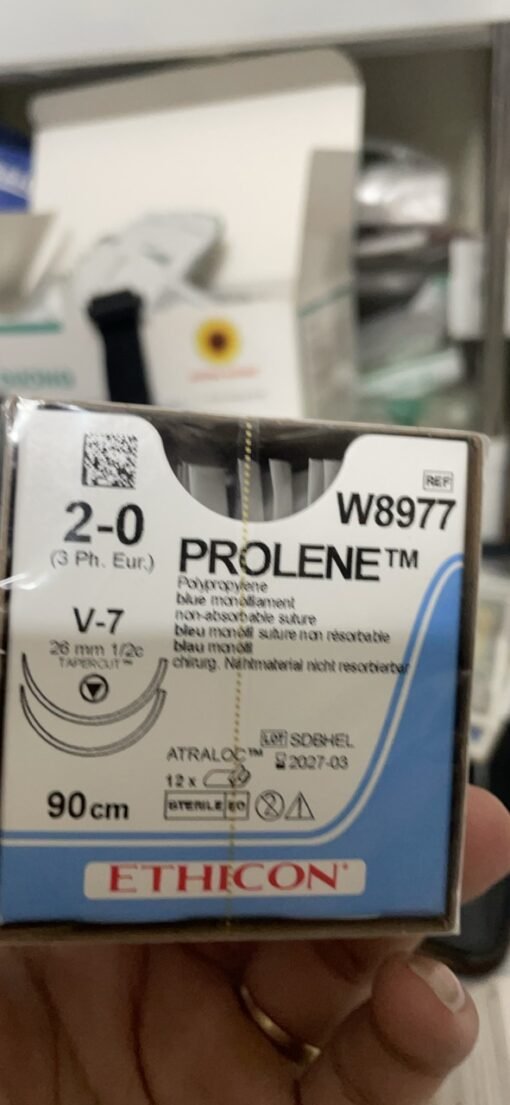 REF
W8977
2-0
(3 Ph. Eur.)
PROLENE™
Polypropylene
blue monofilament
non-absorbable suture
bleu monofil suture non résorbable
blau monofil
chirurg. Nahtmaterial nicht resorbierbar
V-7
26 mm 1/2c
TAPERCUT™
LOT SDBHEL
ATRALOC™
2027-03
12 x
90cm
STERILE EO
2
ETHICON